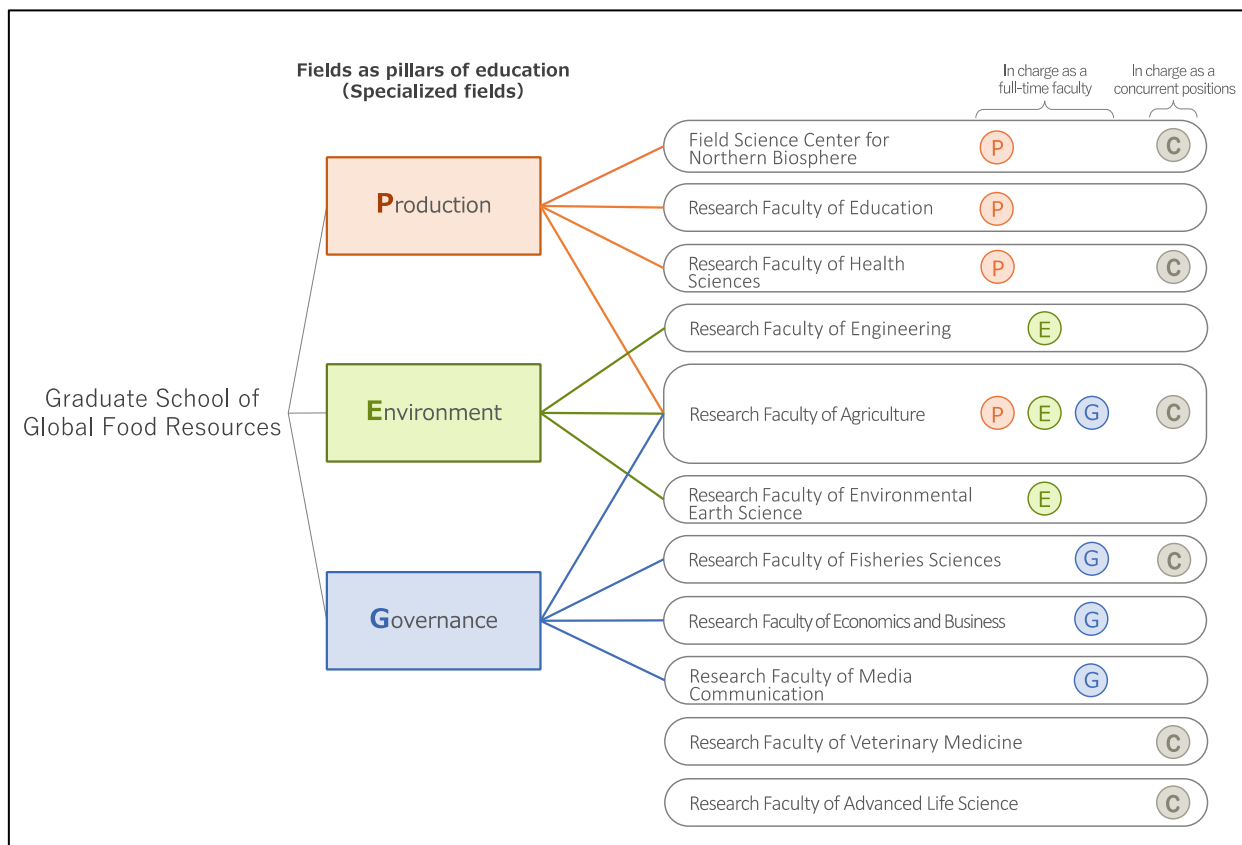 Fields as pillars of education
(Specialized fields)
In charge as a
full-time faculty
In charge as a
concurrent positions
Graduate School of
Global Food Resources
Production
Environment
Governance
Field Science Center for
Northern Biosphere
P
C
Research Faculty of Education
P
Research Faculty of Health
Sciences
P
C
Research Faculty of Engineering
E
Research Faculty of Agriculture
P E G C
Research Faculty of Environmental
Earth Science
E
Research Faculty of Fisheries Sciences
G
C
Research Faculty of Economics and Business
G
Research Faculty of Media
Communication
G
Research Faculty of Veterinary Medicine
C
Research Faculty of Advanced Life Science
C